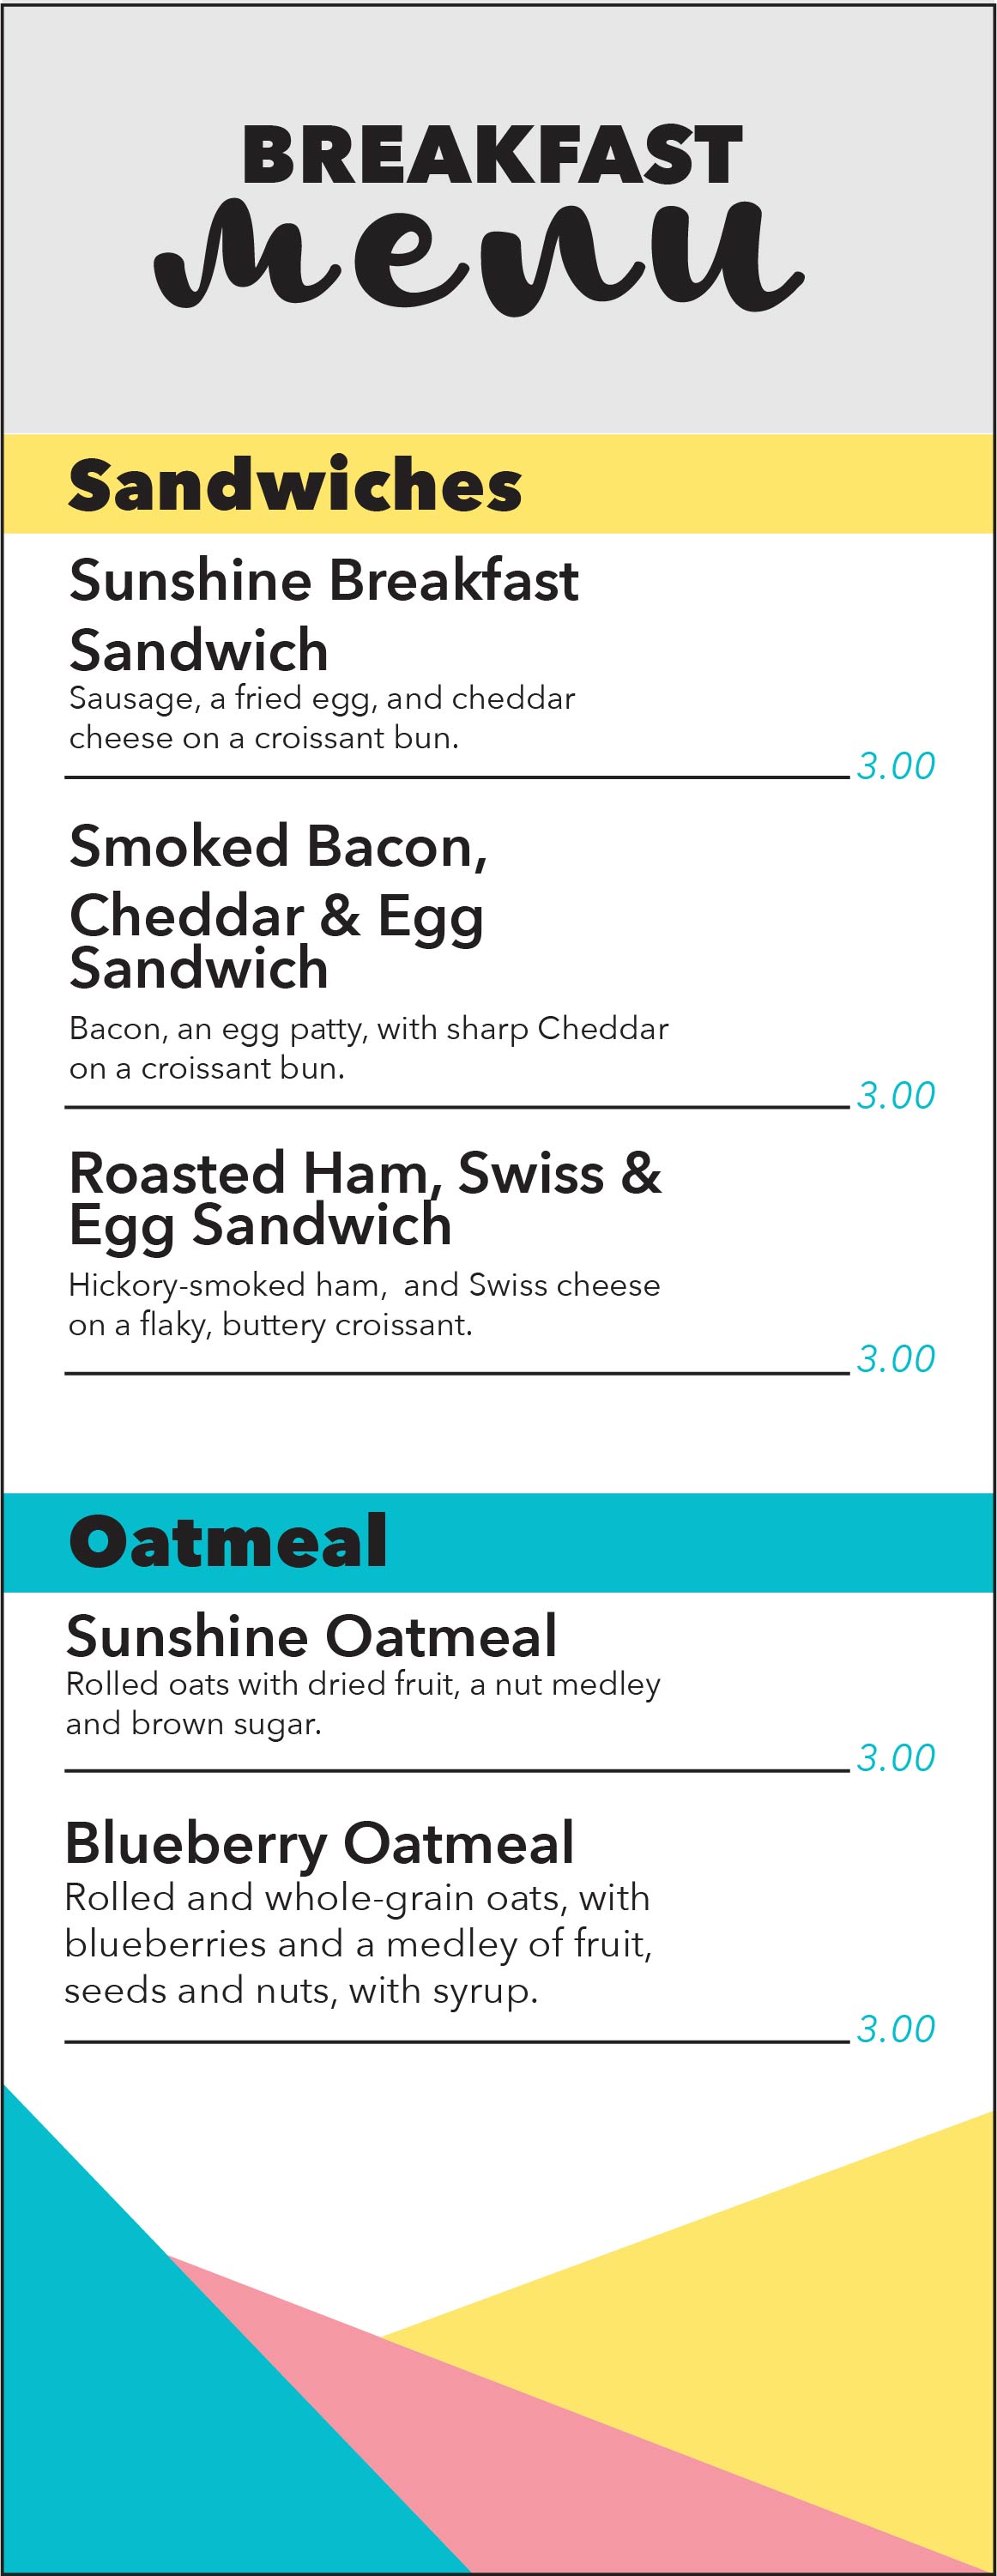 BREAKFAST
menu
Sandwiches
Sunshine Breakfast
Sandwich
Sausage, a fried egg, and cheddar
cheese on a croissant bun.
3.00
Smoked Bacon,
Cheddar & Egg
Sandwich
Bacon, an egg patty, with sharp Cheddar
on a croissant bun.
3.00
Roasted Ham, Swiss &
Egg Sandwich
Hickory-smoked ham,  and Swiss cheese
on a flaky, buttery croissant.
3.00
Oatmeal
Sunshine Oatmeal
Rolled oats with dried fruit, a nut medley
and brown sugar.
3.00
Blueberry Oatmeal
Rolled and whole-grain oats, with
blueberries and a medley of fruit,
seeds and nuts, with syrup.
3.00